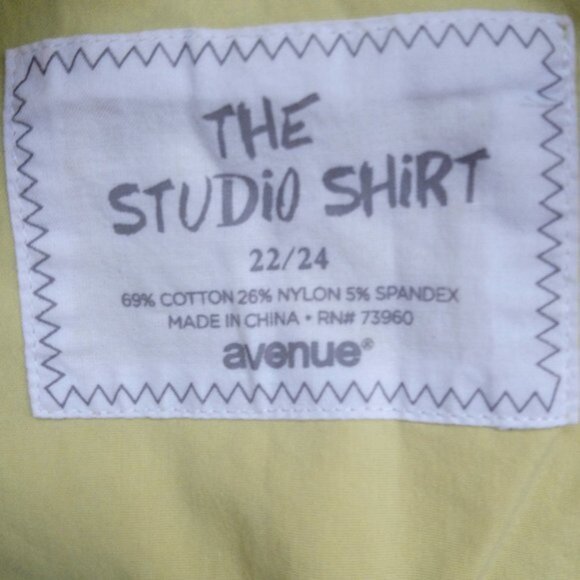 THE
STUDiO SHiRT
22/24
69% COTTON 26% NYLON 5% SPANDEX
MADE IN CHINA • RN# 73960
avenue®